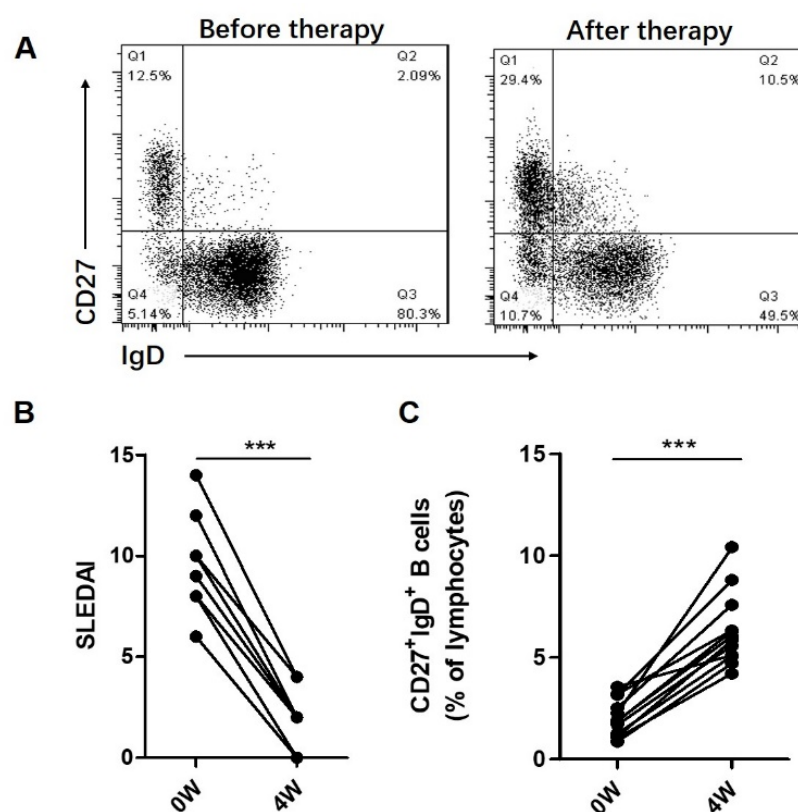 A
Before therapy
After therapy
Q1
12.5%
Q2
2.09%
Q4
5.14%
Q3
80.3%
Q1
29.4%
Q2
10.5%
Q4
10.7%
Q3
49.5%
CD27
IgD
B
***
15
10
5
0
SLEDAI
0W
4W
C
***
15
10
5
0
CD27+IgD+ B cells
(% of lymphocytes)
0W
4W